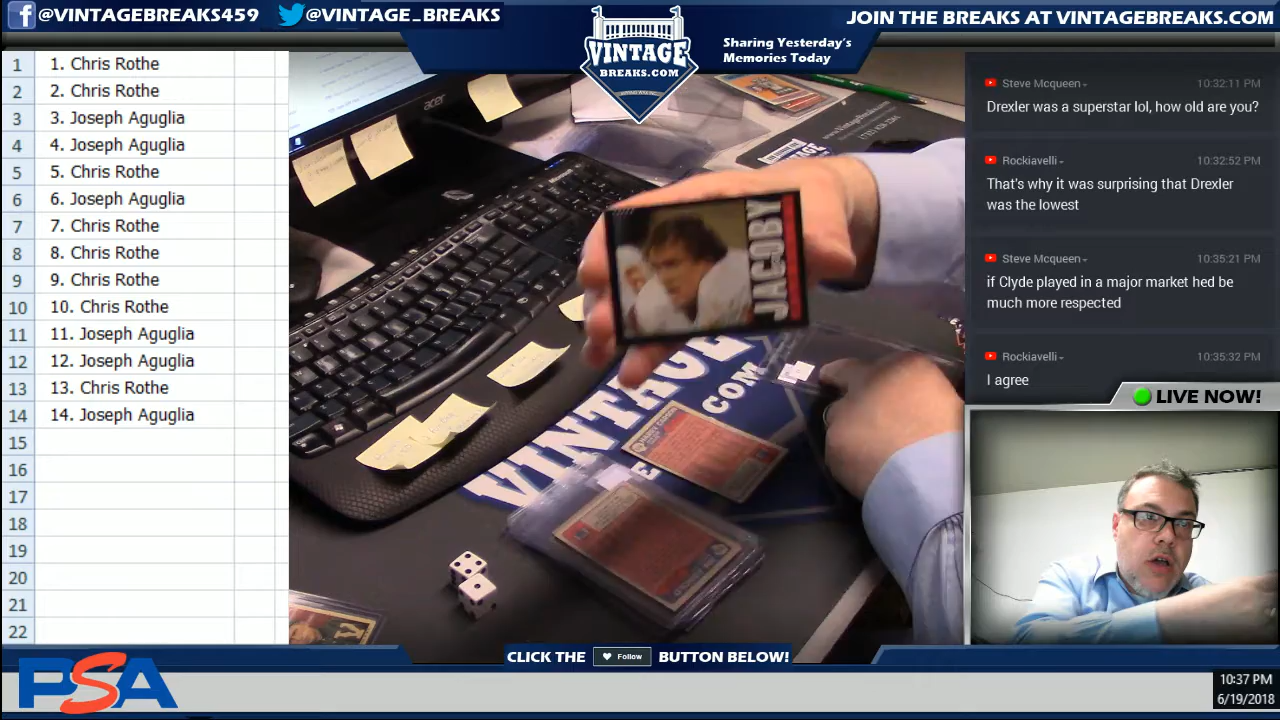 @VINTAGEBREAKS459
@VINTAGE_BREAKS
VINTAGE
BREAKS.COM
Sharing Yesterday's
Memories Today
JOIN THE BREAKS AT VINTAGEBREAKS.COM
1 1. Chris Rothe
2 2. Chris Rothe
3 3. Joseph Aguglia
4 4. Joseph Aguglia
5 5. Chris Rothe
6 6. Joseph Aguglia
7 7. Chris Rothe
8 8. Chris Rothe
9 9. Chris Rothe
10 10. Chris Rothe
11 11. Joseph Aguglia
12 12. Joseph Aguglia
13 13. Chris Rothe
14 14. Joseph Aguglia
15
16
17
18
19
20
21
22
acer
JACOBY
VINTAGE
COM
Steve Mcqueen 10:32:11 PM
Drexler was a superstar lol, how old are you?
Rockiavelli 10:32:52 PM
That's why it was surprising that Drexler
was the lowest
Steve Mcqueen 10:35:21 PM
if Clyde played in a major market hed be
much more respected
Rockiavelli 10:35:32 PM
I agree
LIVE NOW!
CLICK THE Follow BUTTON BELOW!
PSA
10:37 PM
6/19/2018